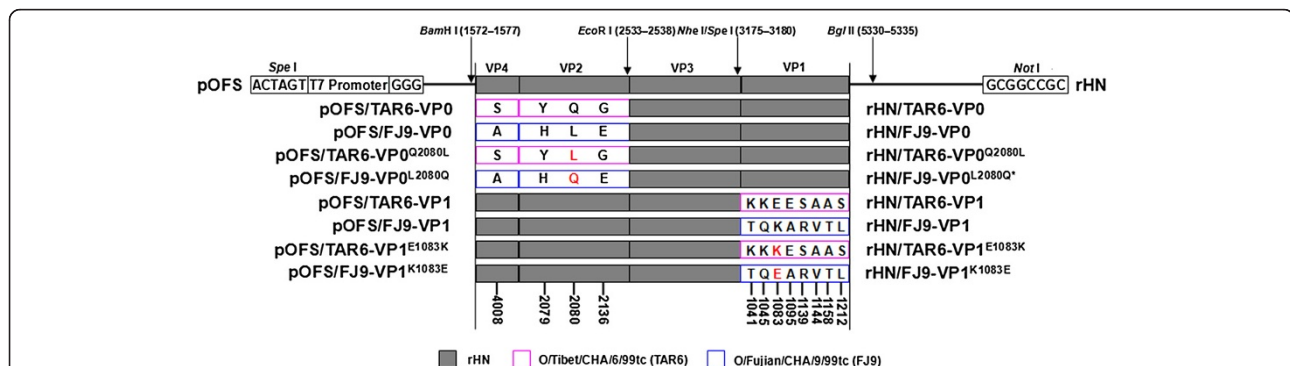 BamH I (1572–1577) EcoR I (2533–2538) Nhe I/Spe I (3175–3180) Bgl II (5330–5335)
Spe I VP4 VP2 VP3 VP1 Not I
pOFS ACTAGT T7 Promoter GGG GCGGCCGC rHN
pOFS/TAR6-VP0 S Y Q G rHN/TAR6-VP0
pOFS/FJ9-VP0 A H L E rHN/FJ9-VP0
pOFS/TAR6-VP0Q2080L S Y L G rHN/TAR6-VP0Q2080L
pOFS/FJ9-VP0L2080Q A H Q E rHN/FJ9-VP0L2080Q*
pOFS/TAR6-VP1 K K E E S A A S rHN/TAR6-VP1
pOFS/FJ9-VP1 T Q K A R V T L rHN/FJ9-VP1
pOFS/TAR6-VP1E1083K K K K E S A A S rHN/TAR6-VP1E1083K
pOFS/FJ9-VP1K1083E T Q E A R V T L rHN/FJ9-VP1K1083E
4008 2079 2080 2136 1041 1045 1083 1095 1139 1144 1158 1212
rHN O/Tibet/CHA/6/99tc (TAR6) O/Fujian/CHA/9/99tc (FJ9)